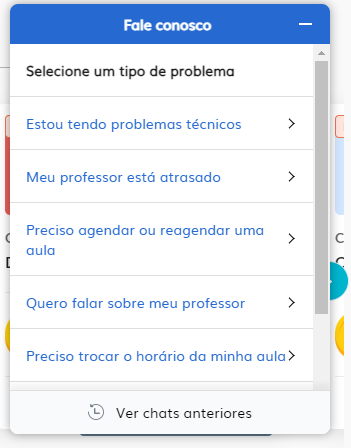 Fale conosco
Selecione um tipo de problema
Estou tendo problemas técnicos
Meu professor está atrasado
Preciso agendar ou reagendar uma
aula
Quero falar sobre meu professor
Preciso trocar o horário da minha aula
Ver chats anteriores